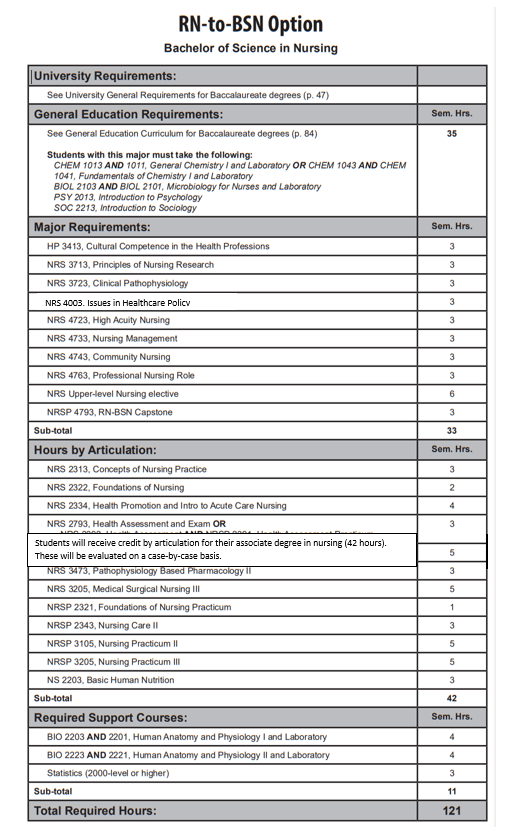 RN-to-BSN Option
Bachelor of Science in Nursing
University Requirements:
See University General Requirements for Baccalaureate degrees (p. 47)
General Education Requirements: Sem. Hrs.
See General Education Curriculum for Baccalaureate degrees (p. 84) 35
Students with this major must take the following:
CHEM 1013 AND 1011, General Chemistry I and Laboratory OR CHEM 1043 AND CHEM
1041, Fundamentals of Chemistry I and Laboratory
BIOL 2103 AND BIOL 2101, Microbiology for Nurses and Laboratory
PSY 2013, Introduction to Psychology
SOC 2213, Introduction to Sociology
Major Requirements: Sem. Hrs.
HP 3413, Cultural Competence in the Health Professions 3
NRS 3713, Principles of Nursing Research 3
NRS 3723, Clinical Pathophysiology 3
NRS 4003. Issues in Healthcare Policy 3
NRS 4723, High Acuity Nursing 3
NRS 4733, Nursing Management 3
NRS 4743, Community Nursing 3
NRS 4763, Professional Nursing Role 3
NRS Upper-level Nursing elective 6
NRSP 4793, RN-BSN Capstone 3
Sub-total 33
Hours by Articulation: Sem. Hrs.
NRS 2313, Concepts of Nursing Practice 3
NRS 2322, Foundations of Nursing 2
NRS 2334, Health Promotion and Intro to Acute Care Nursing 4
NRS 2793, Health Assessment and Exam OR 3
Students will receive credit by articulation for their associate degree in nursing (42 hours).
These will be evaluated on a case-by-case basis. 5
NRS 3473, Pathophysiology Based Pharmacology II 3
NRS 3205, Medical Surgical Nursing III 5
NRSP 2321, Foundations of Nursing Practicum 1
NRSP 2343, Nursing Care II 3
NRSP 3105, Nursing Practicum II 5
NRSP 3205, Nursing Practicum III 5
NS 2203, Basic Human Nutrition 3
Sub-total 42
Required Support Courses: Sem. Hrs.
BIO 2203 AND 2201, Human Anatomy and Physiology I and Laboratory 4
BIO 2223 AND 2221, Human Anatomy and Physiology II and Laboratory 4
Statistics (2000-level or higher) 3
Sub-total 11
Total Required Hours: 121